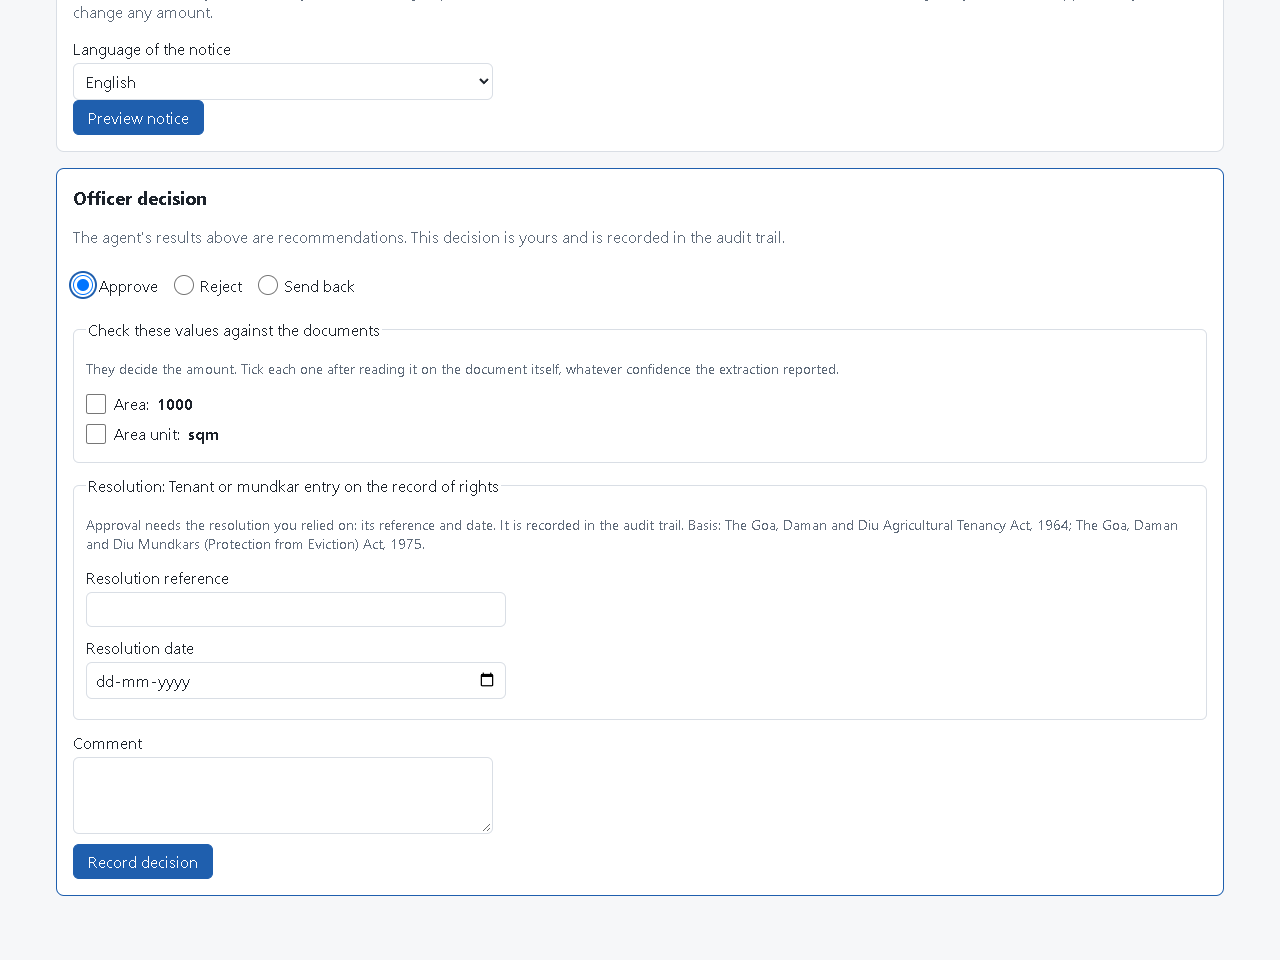 change any amount.
Language of the notice
English
Preview notice
Officer decision
The agent's results above are recommendations. This decision is yours and is recorded in the audit trail.
Approve Reject Send back
Check these values against the documents
They decide the amount. Tick each one after reading it on the document itself, whatever confidence the extraction reported.
Area: 1000
Area unit: sqm
Resolution: Tenant or mundkar entry on the record of rights
Approval needs the resolution you relied on: its reference and date. It is recorded in the audit trail. Basis: The Goa, Daman and Diu Agricultural Tenancy Act, 1964; The Goa, Daman
and Diu Mundkars (Protection from Eviction) Act, 1975.
Resolution reference
Resolution date
dd-mm-yyyy
Comment
Record decision